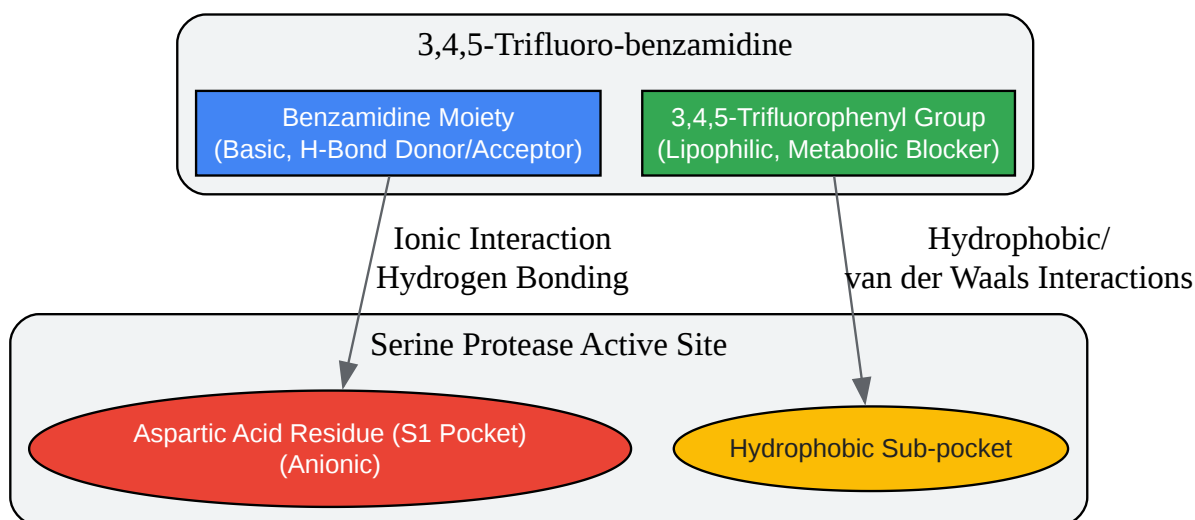 3,4,5-Trifluoro-benzamidine
Benzamidine Moiety
(Basic, H-Bond Donor/Acceptor)
3,4,5-Trifluorophenyl Group
(Lipophilic, Metabolic Blocker)
Ionic Interaction
Hydrogen Bonding
Hydrophobic/
van der Waals Interactions
Serine Protease Active Site
Aspartic Acid Residue (S1 Pocket)
(Anionic)
Hydrophobic Sub-pocket